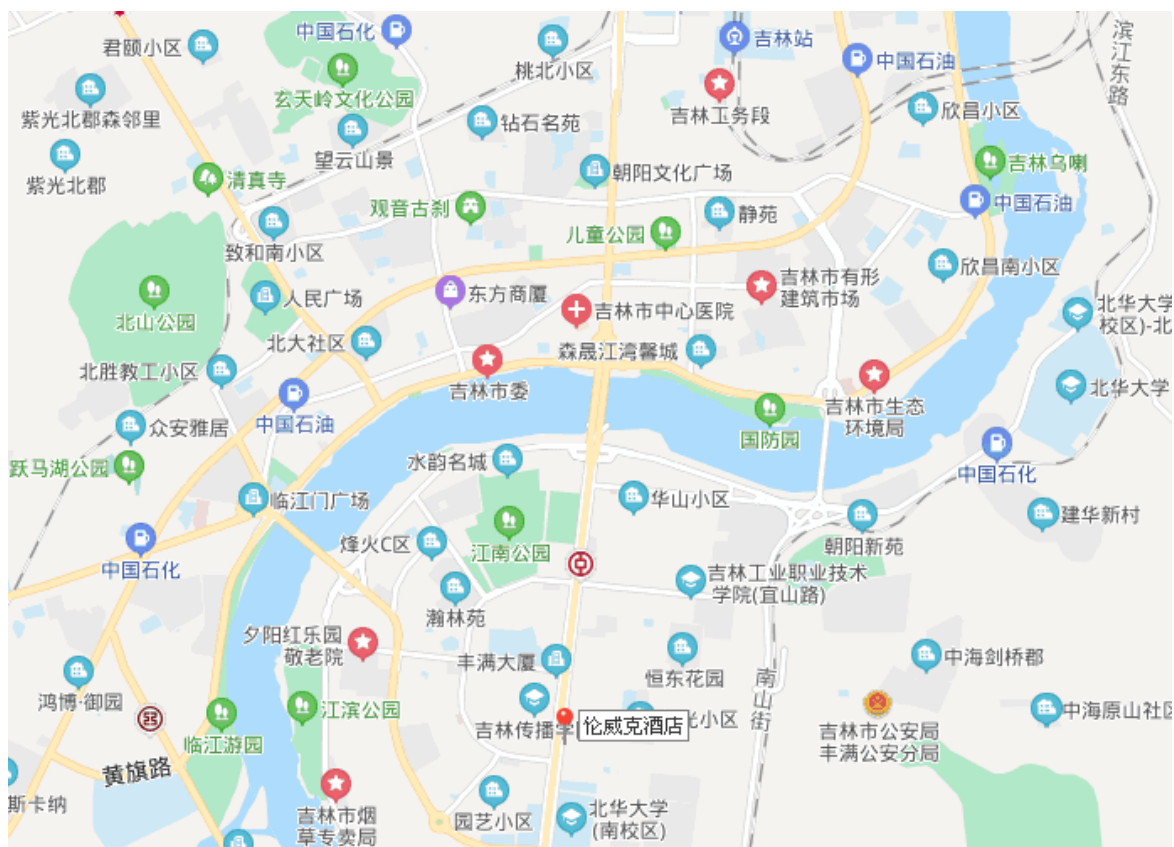 君颐小区
中国石化
桃北小区
吉林站
中国石油
滨江东路
紫光北郡森邻里
玄天岭文化公园
钻石名苑
吉林工务段
欣昌小区
望云山景
紫光北郡
清真寺
朝阳文化广场
吉林乌喇
观音古刹
静苑
中国石油
致和南小区
儿童公园
欣昌南小区
人民广场
东方商厦
吉林市有形
建筑市场
北华大学
校区)-北
北山公园
吉林市中心医院
北大社区
森晟江湾馨城
北胜教工小区
吉林市委
北华大学
中国石油
众安雅居
国防园
吉林市生态
环境局
跃马湖公园
水韵名城
中国石化
临江门广场
华山小区
建华新村
烽火C区
江南公园
朝阳新苑
中国石化
瀚林苑
吉林工业职业技术
学院(宜山路)
夕阳红乐园
敬老院
丰满大厦
恒东花园
南山街
中海剑桥郡
鸿博·御园
江滨公园
吉林传播学
伦威克酒店
光小区
吉林市公安局
丰满公安分局
中海原山社区
临江游园
黄旗路
斯卡纳
吉林市烟
草专卖局
园艺小区
北华大学
(南校区)